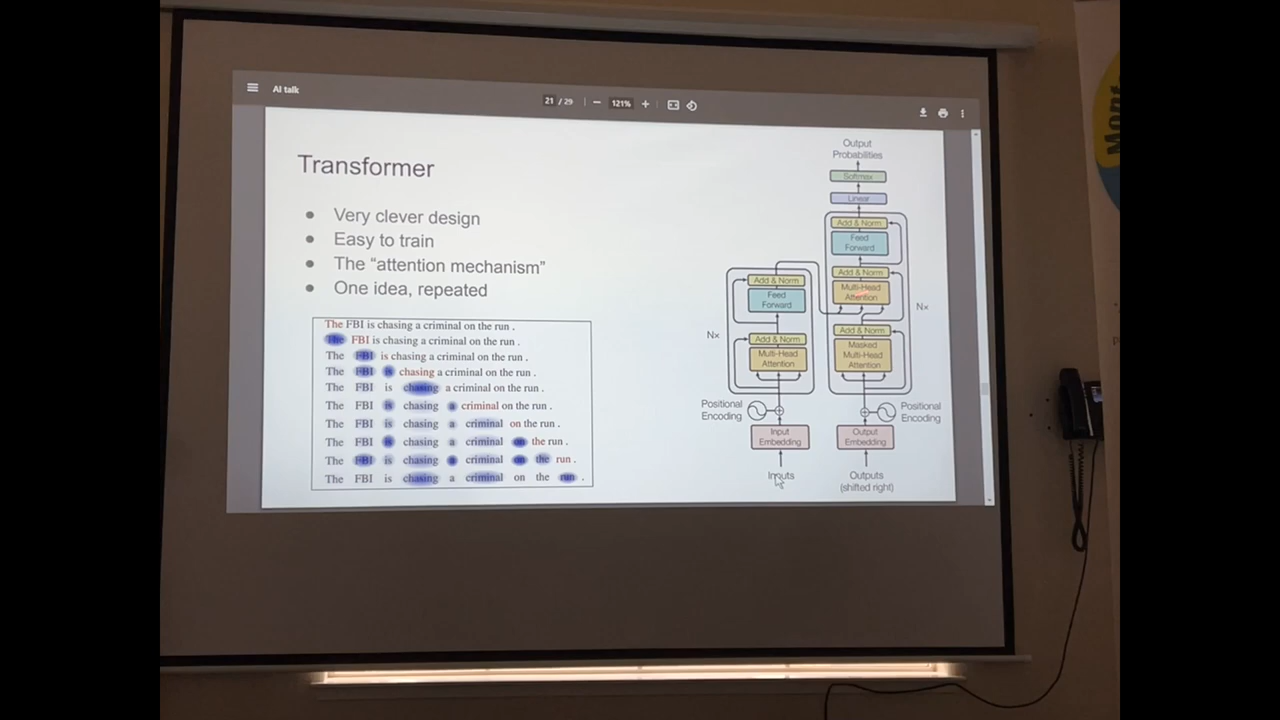 AI talk
21 / 29
121%
Transformer
Very clever design
Easy to train
The “attention mechanism”
One idea, repeated
The FBI is chasing a criminal on the run .
The FBI is chasing a criminal on the run .
The FBI is chasing a criminal on the run .
The FBI is chasing a criminal on the run .
The FBI is chasing a criminal on the run .
The FBI is chasing a criminal on the run .
The FBI is chasing a criminal on the run .
The FBI is chasing a criminal on the run .
The FBI is chasing a criminal on the run .
The FBI is chasing a criminal on the run .
Output
Probabilities
Softmax
Linear
Add & Norm
Feed
Forward
Add & Norm
Multi-Head
Attention
Nx
Add & Norm
Masked
Multi-Head
Attention
Add & Norm
Feed
Forward
Nx
Add & Norm
Multi-Head
Attention
Positional
Encoding
Positional
Encoding
Input
Embedding
Output
Embedding
Inputs
Outputs
(shifted right)